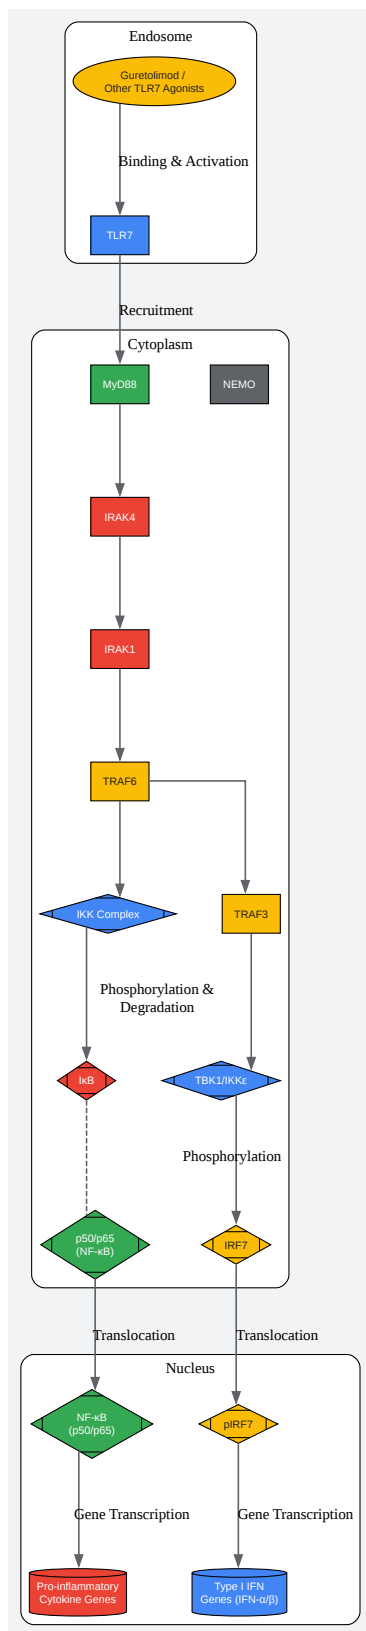 Endosome
Guretolimod /
Other TLR7 Agonists
Binding & Activation
TLR7
Recruitment
Cytoplasm
MyD88
NEMO
IRAK4
IRAK1
TRAF6
IKK Complex
TRAF3
Phosphorylation &
Degradation
IκB
TBK1/IKKε
Phosphorylation
p50/p65
(NF-κB)
IRF7
Translocation
Translocation
Nucleus
NF-κB
(p50/p65)
pIRF7
Gene Transcription
Gene Transcription
Pro-inflammatory
Cytokine Genes
Type I IFN
Genes (IFN-α/β)